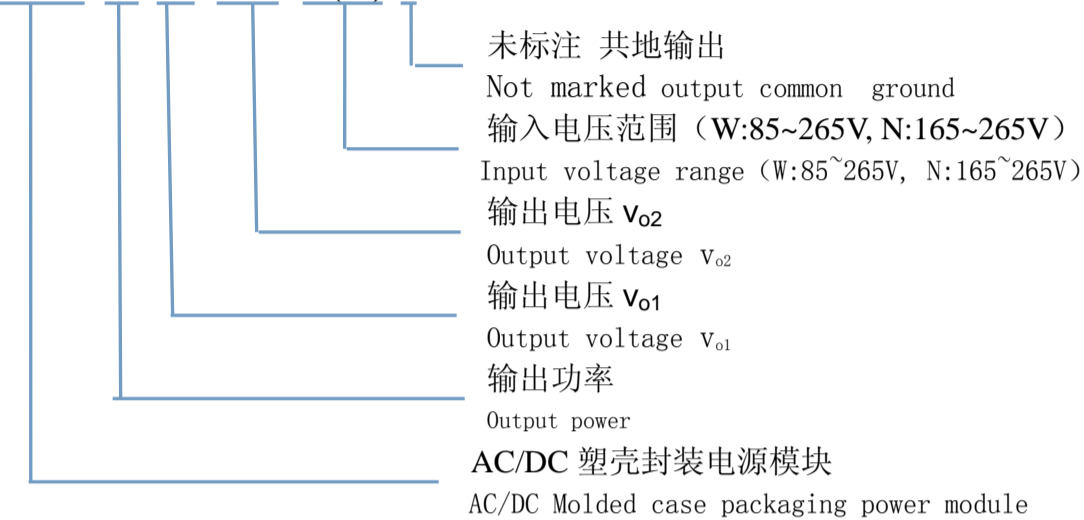 未标注 共地输出
Not marked output common ground
输入电压范围（W:85~265V, N:165~265V）
Input voltage range（W:85~265V, N:165~265V）
输出电压 Vo2
Output voltage Vo2
输出电压 Vo1
Output voltage Vo1
输出功率
Output power
AC/DC 塑壳封装电源模块
AC/DC Molded case packaging power module